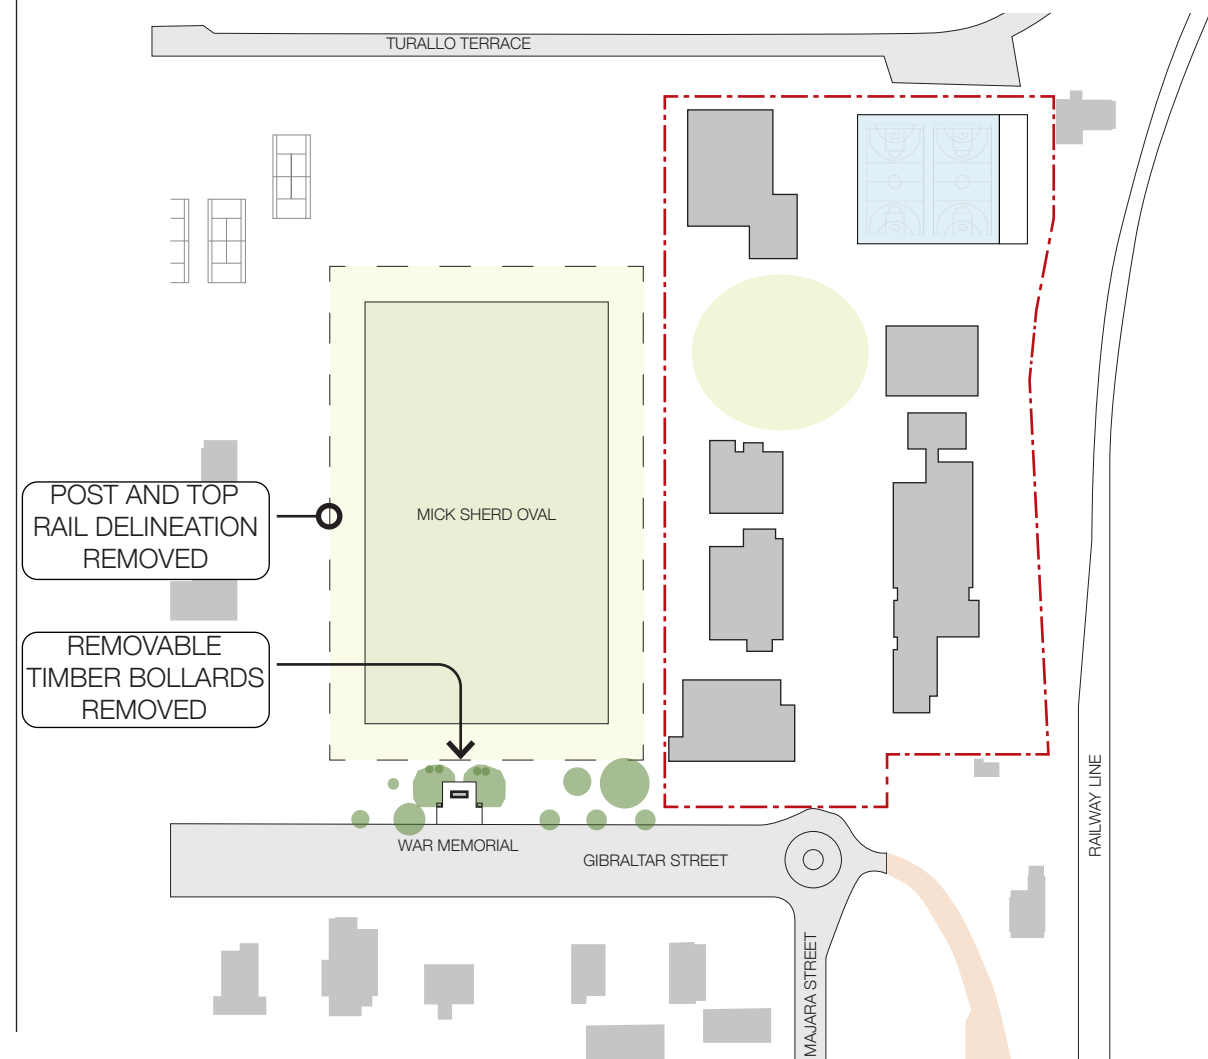 TURALLO TERRACE
POST AND TOP
RAIL DELINEATION
REMOVED
MICK SHERD OVAL
REMOVABLE
TIMBER BOLLARDS
REMOVED
RAILWAY LINE
WAR MEMORIAL
GIBRALTAR STREET
MAJARA STREET